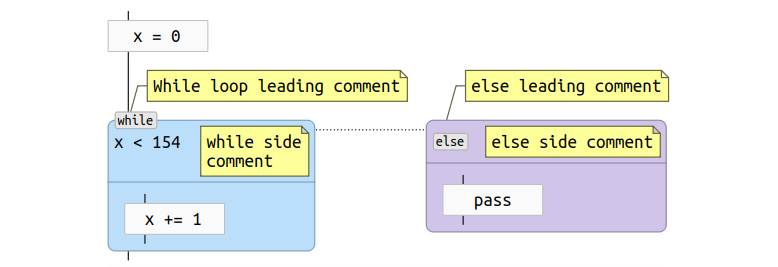 x = 0
While loop leading comment
else leading comment
while
x < 154
while side
comment
else
else side comment
x += 1
pass